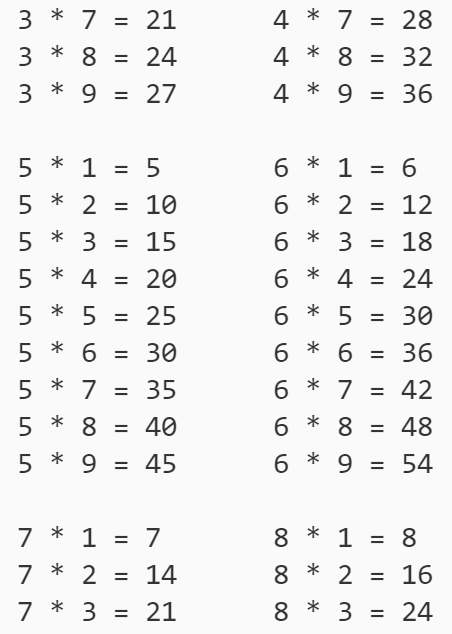 3 * 7 = 21      4 * 7 = 28
3 * 8 = 24      4 * 8 = 32
3 * 9 = 27      4 * 9 = 36

5 * 1 = 5       6 * 1 = 6
5 * 2 = 10      6 * 2 = 12
5 * 3 = 15      6 * 3 = 18
5 * 4 = 20      6 * 4 = 24
5 * 5 = 25      6 * 5 = 30
5 * 6 = 30      6 * 6 = 36
5 * 7 = 35      6 * 7 = 42
5 * 8 = 40      6 * 8 = 48
5 * 9 = 45      6 * 9 = 54

7 * 1 = 7       8 * 1 = 8
7 * 2 = 14      8 * 2 = 16
7 * 3 = 21      8 * 3 = 24